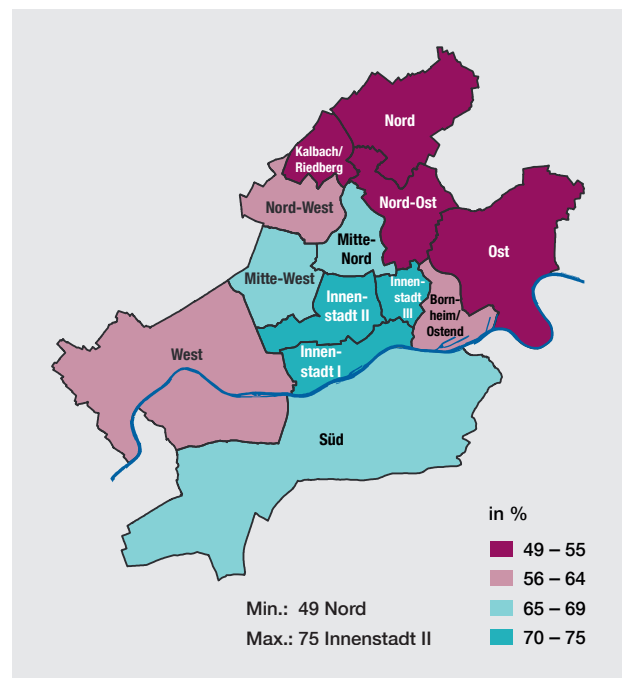 Nord
Kalbach/
Riedberg
Nord-West
Nord-Ost
Mitte-
Nord
Ost
Mitte-West
Innen-
stadt II
Innen-
stadt
III
Born-
heim/
Ostend
West
Innen-
stadt I
Süd
in %
49 – 55
56 – 64
65 – 69
70 – 75
Min.: 49 Nord
Max.: 75 Innenstadt II